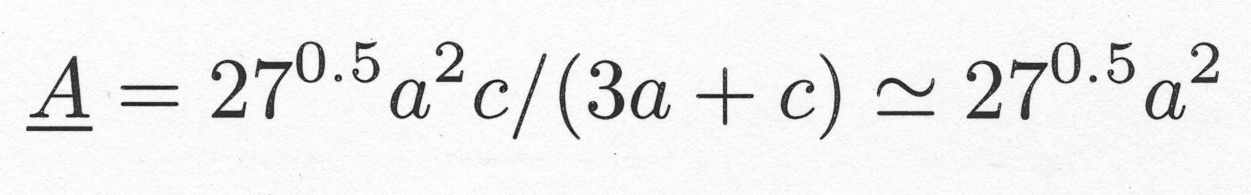 A = 27^0.5 a^2 c/(3a + c) ≃ 27^0.5 a^2